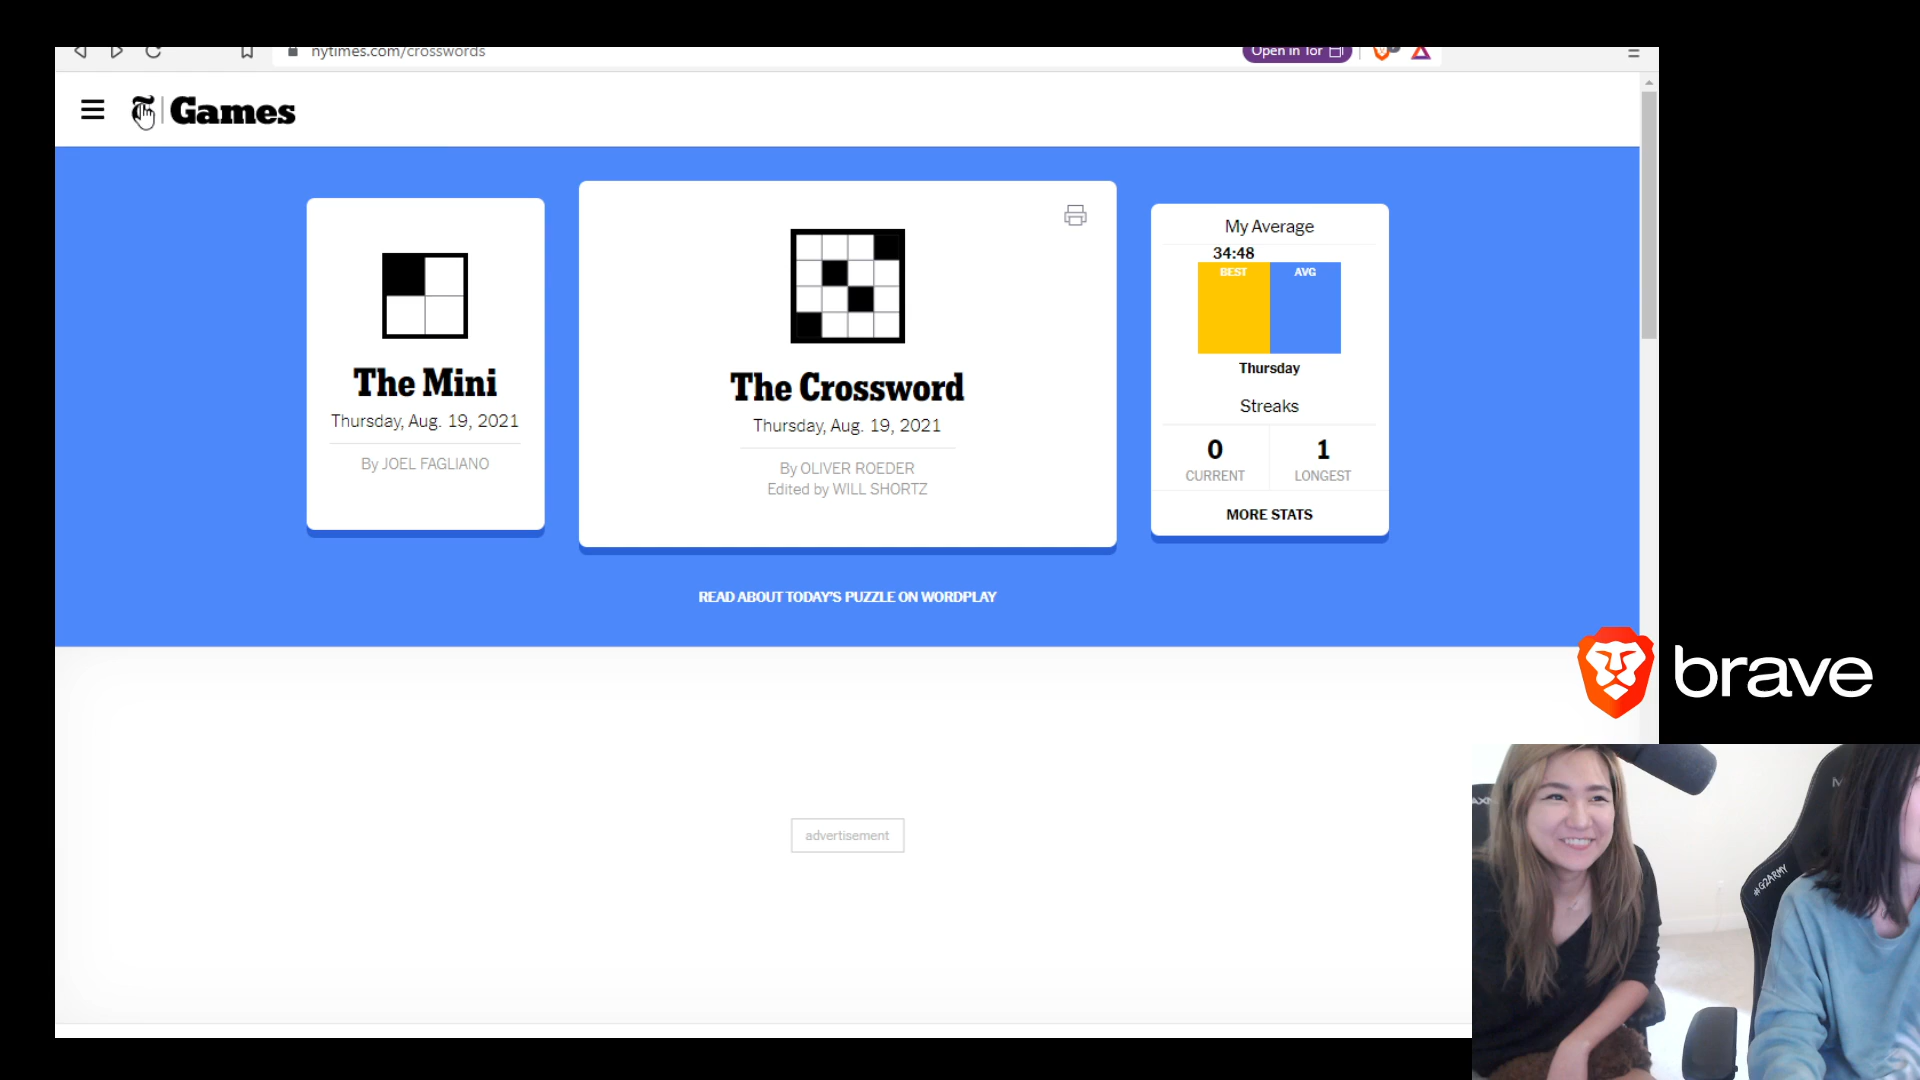 nytimes.com/crosswords
Open in Tor
Games
The Mini
Thursday, Aug. 19, 2021
By JOEL FAGLIANO
The Crossword
Thursday, Aug. 19, 2021
By OLIVER ROEDER
Edited by WILL SHORTZ
My Average
34:48
BEST
AVG
Thursday
Streaks
0
1
CURRENT
LONGEST
MORE STATS
READ ABOUT TODAY'S PUZZLE ON WORDPLAY
brave
advertisement
#G2ARMY